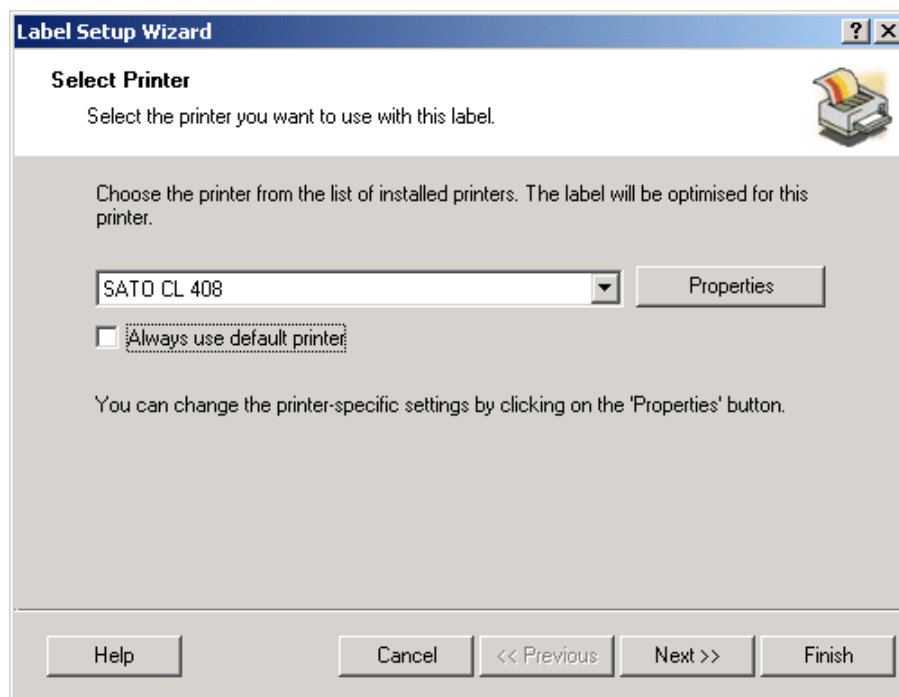 Label Setup Wizard
Select Printer
Select the printer you want to use with this label.
Choose the printer from the list of installed printers. The label will be optimised for this
printer.
SATO CL 408
Properties
Always use default printer
You can change the printer-specific settings by clicking on the 'Properties' button.
Help Cancel << Previous Next >> Finish